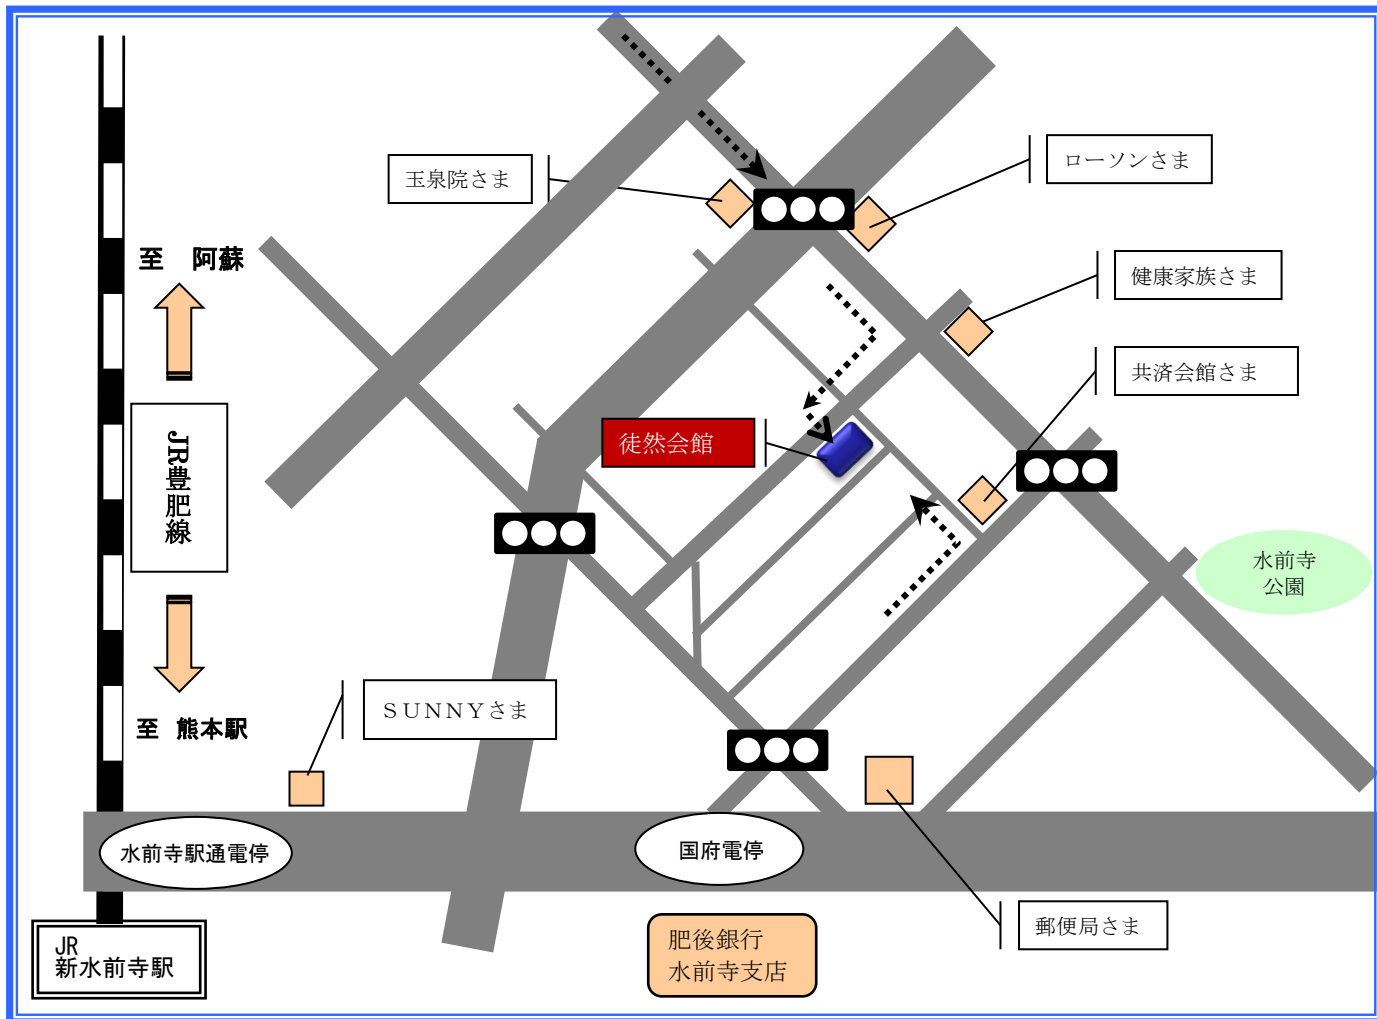 玉泉院さま
ローソンさま
至　阿蘇
健康家族さま
共済会館さま
徒然会館
JR豊肥線
水前寺
公園
至　熊本駅
ＳＵＮＮＹさま
水前寺駅通電停
国府電停
郵便局さま
肥後銀行
水前寺支店
JR
新水前寺駅